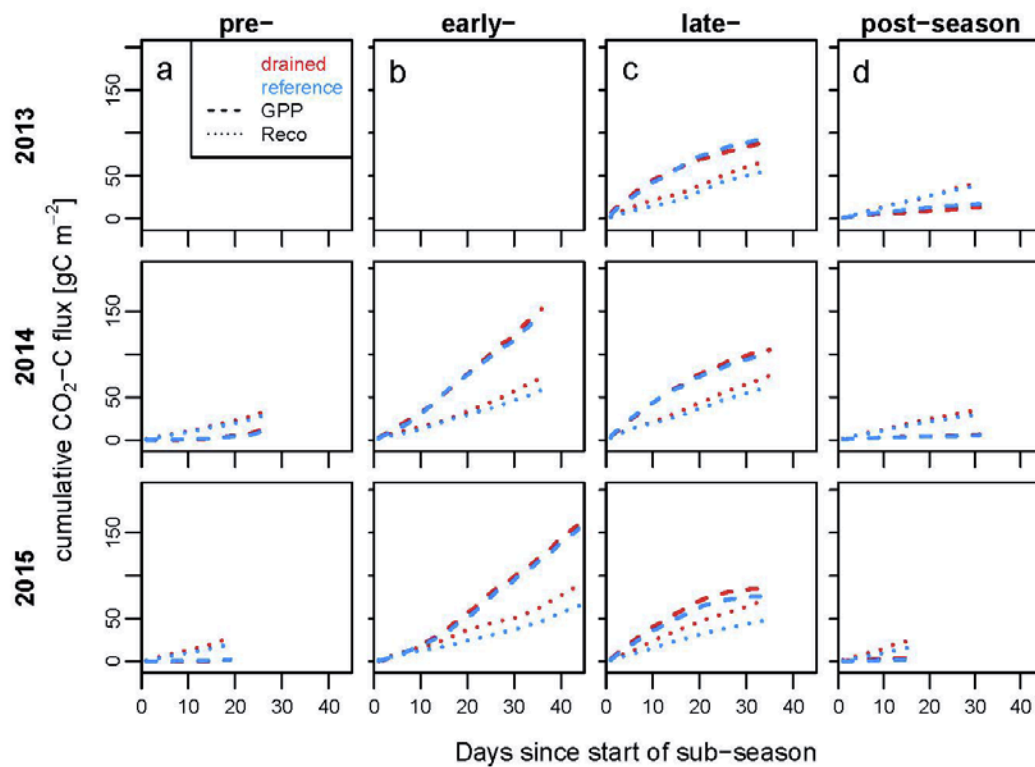 pre− early− late− post−season
a b c d
drained
reference
GPP
Reco
2013
150
50
0
2014
150
50
0
2015
150
50
0
cumulative CO₂−C flux [gC m⁻²]
0 10 20 30 40 0 10 20 30 40 0 10 20 30 40 0 10 20 30 40
Days since start of sub−season